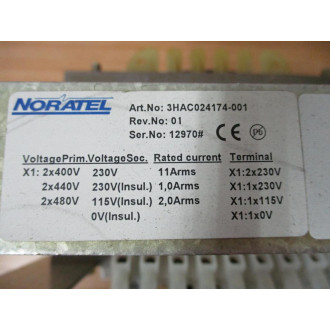 NORATEL
Art.No: 3HAC024174-001
Rev.No: 01
Ser.No: 12970#
CE
Pb
VoltagePrim. VoltageSec. Rated current Terminal
X1: 2x400V 230V 11Arms X1:2x230V
2x440V 230V(Insul.) 1,0Arms X1:1x230V
2x480V 115V(Insul.) 2,0Arms X1:1x115V
0V(Insul.) X1:1x0V